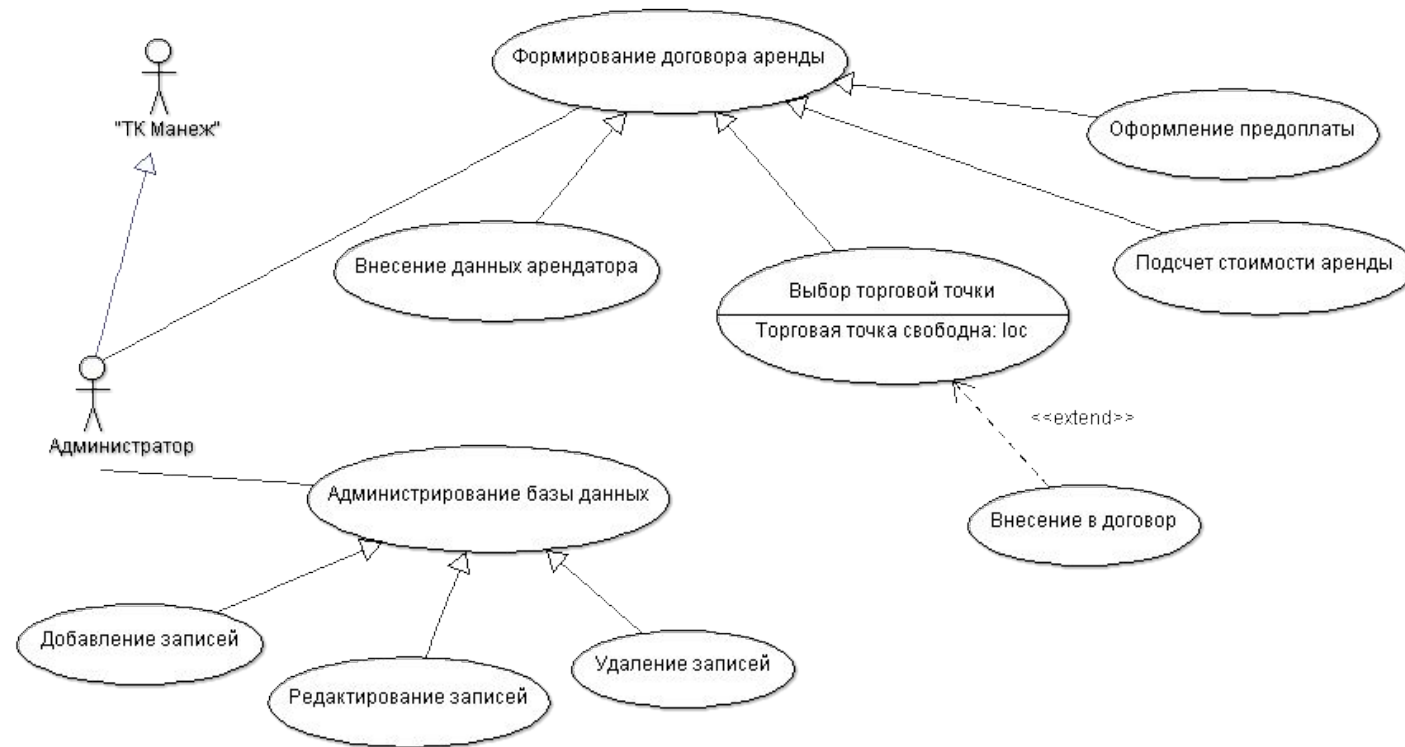 Формирование договора аренды
"ТК Манеж"
Оформление предоплаты
Внесение данных арендатора
Подсчет стоимости аренды
Выбор торговой точки
Торговая точка свободна: loc
<<extend>>
Администратор
Администрирование базы данных
Внесение в договор
Добавление записей
Удаление записей
Редактирование записей